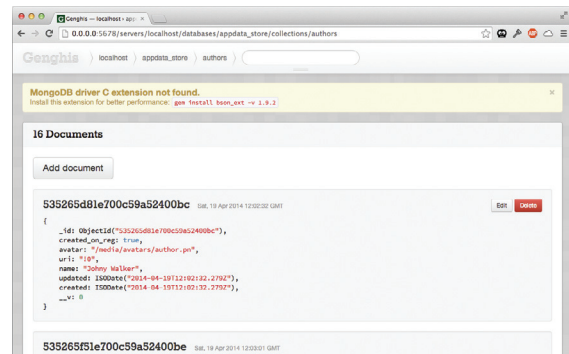 Genghis — localhost › app
0.0.0.0:5678/servers/localhost/databases/appdata_store/collections/authors
Genghis › localhost › appdata_store › authors ›
MongoDB driver C extension not found.
Install this extension for better performance: gem install bson_ext -v 1.9.2
16 Documents
Add document
535265d81e700c59a52400bc Sat, 19 Apr 2014 12:02:32 GMT
Edit Delete
{
_id: ObjectId("535265d81e700c59a52400bc"),
created_on_reg: true,
avatar: "/media/avatars/author.pn",
uri: "!0",
name: "Johny Walker",
updated: ISODate("2014-04-19T12:02:32.279Z"),
created: ISODate("2014-04-19T12:02:32.279Z"),
__v: 0
}
535265f51e700c59a52400be Sat, 19 Apr 2014 12:03:01 GMT